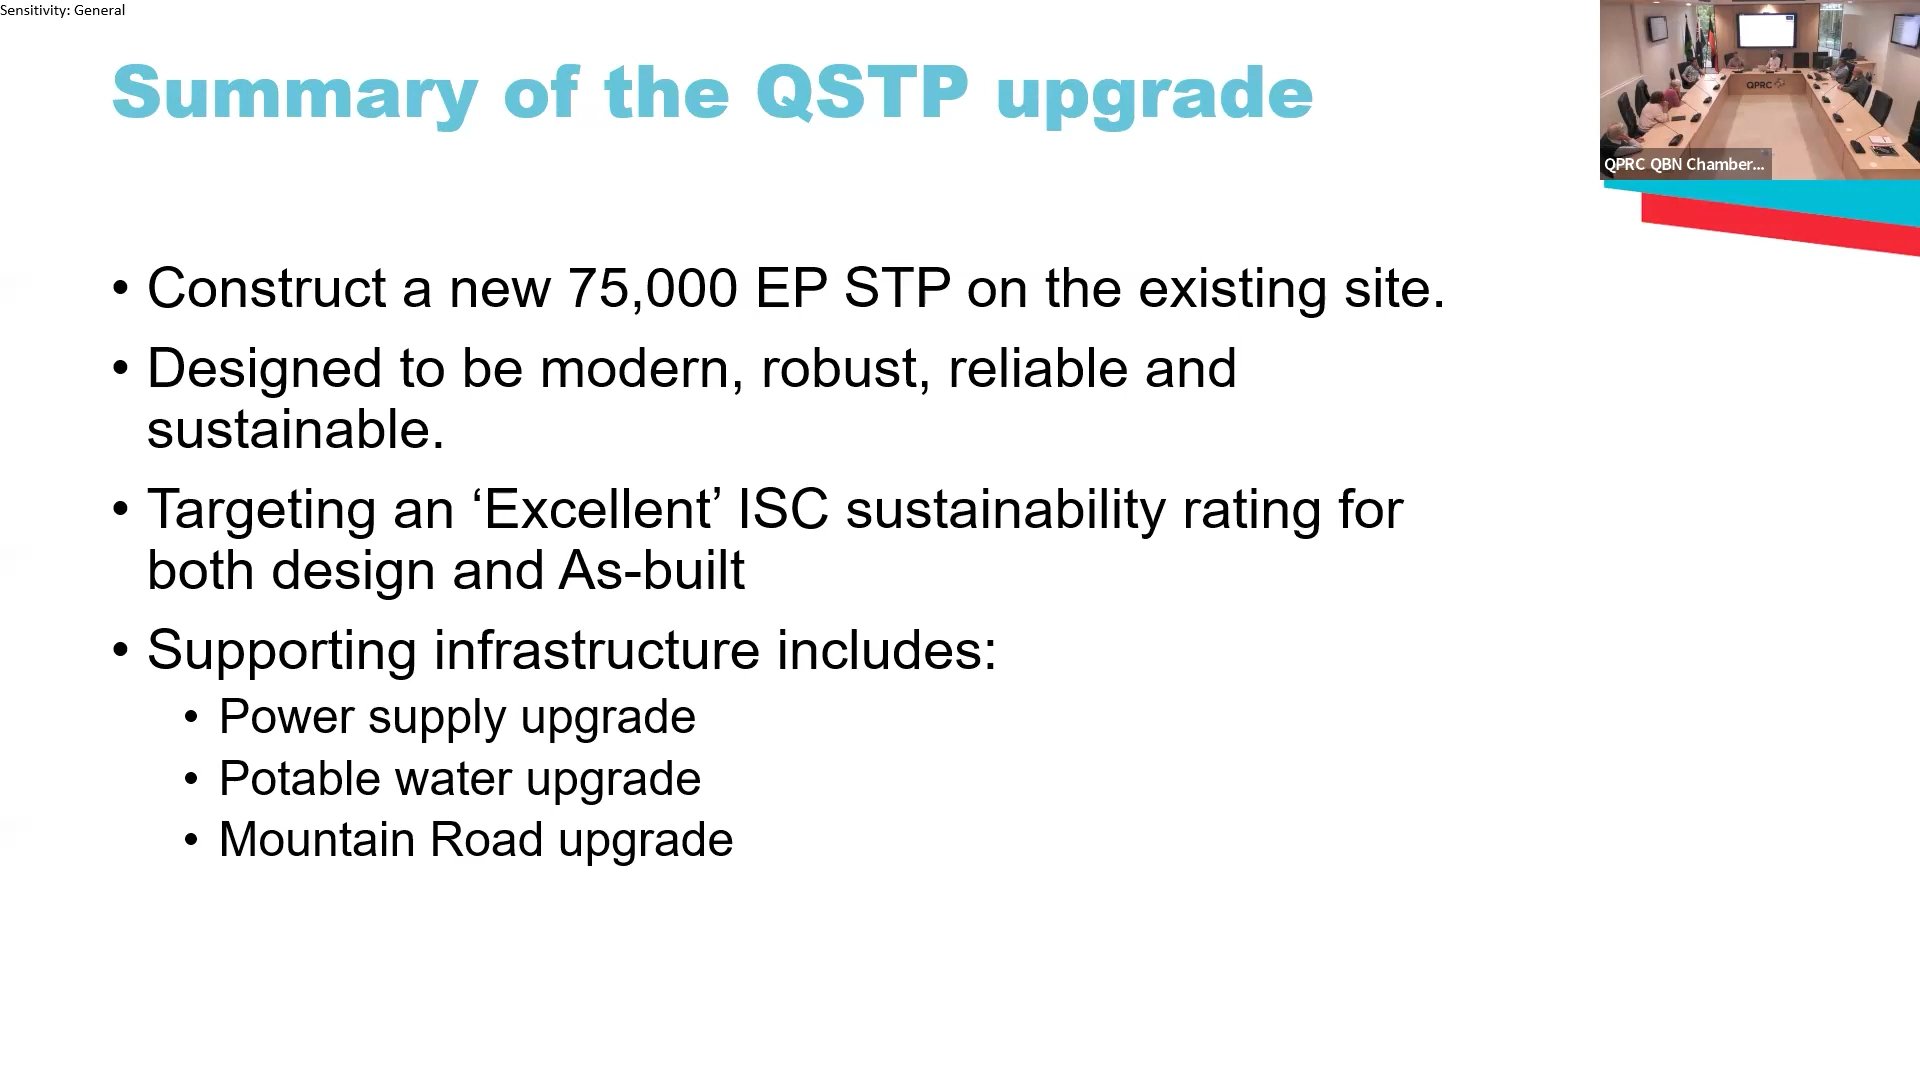 Sensitivity: General
Summary of the QSTP upgrade
QPRC
QPRC QBN Chamber...
• Construct a new 75,000 EP STP on the existing site.
• Designed to be modern, robust, reliable and
sustainable.
• Targeting an ‘Excellent’ ISC sustainability rating for
both design and As-built
• Supporting infrastructure includes:
• Power supply upgrade
• Potable water upgrade
• Mountain Road upgrade